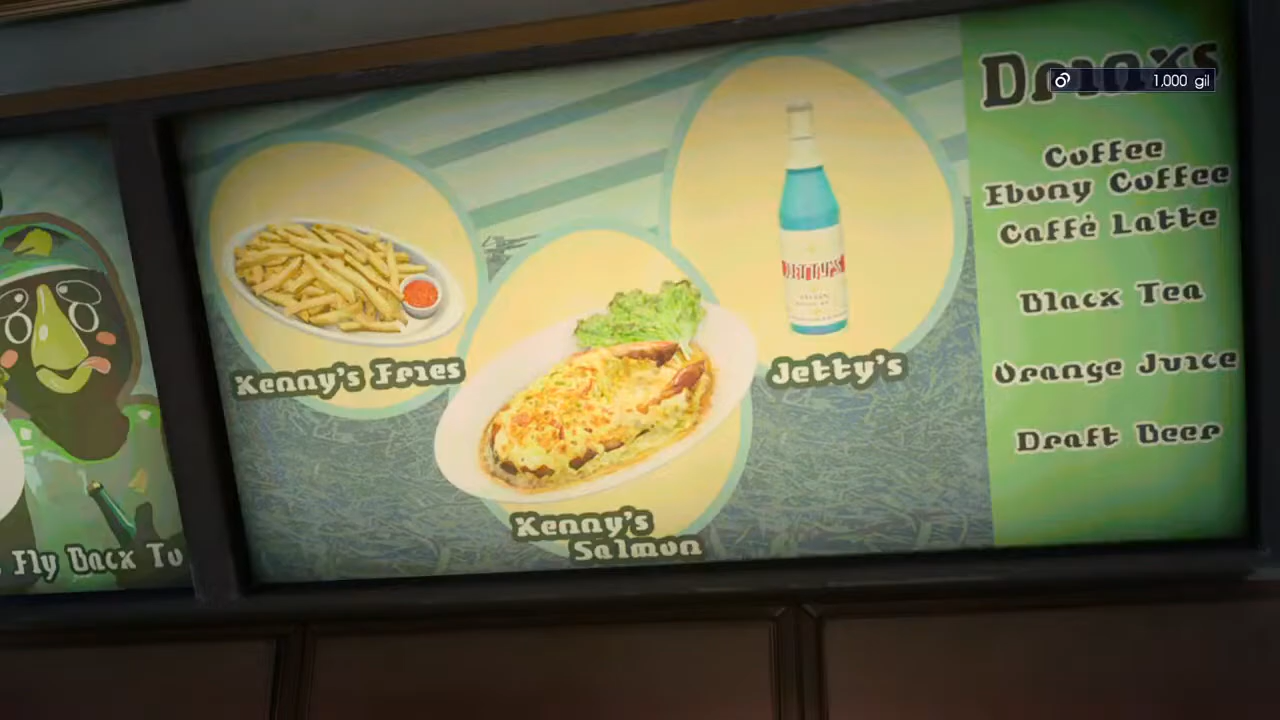 Drinks
1,000 gil
Coffee
Ebony Coffee
Caffè Latte
Black Tea
Orange Juice
Draft Beer
Kenny's Fries
Jetty's
JETTY'S
Kenny's
Salmon
Fly Back To